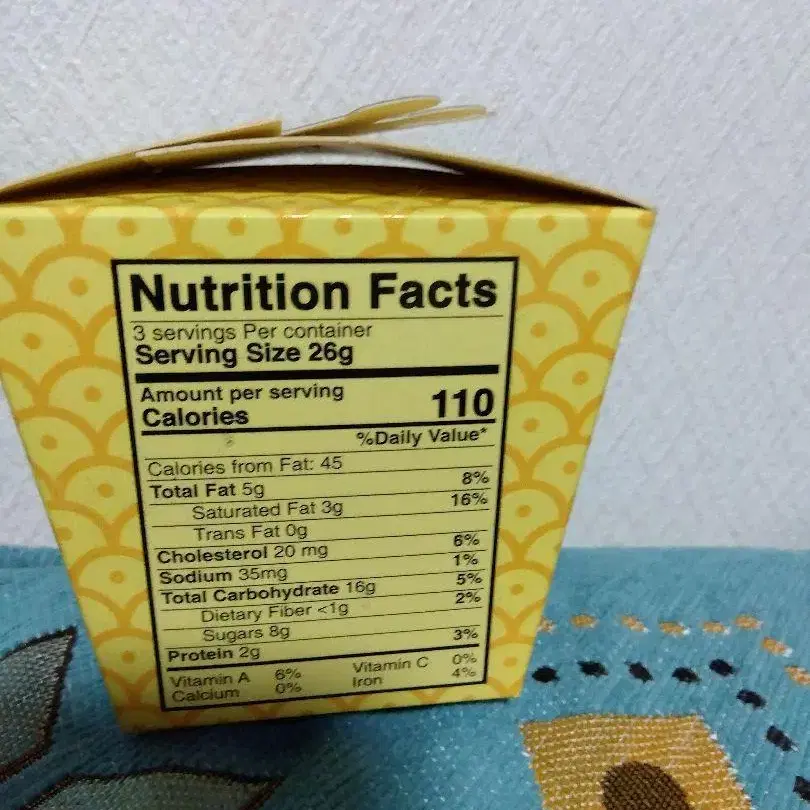 Nutrition Facts
3 servings Per container
Serving Size 26g
Amount per serving
Calories 110
%Daily Value*
Calories from Fat: 45
Total Fat 5g 8%
Saturated Fat 3g 16%
Trans Fat 0g
Cholesterol 20 mg 6%
Sodium 35mg 1%
Total Carbohydrate 16g 5%
Dietary Fiber <1g 2%
Sugars 8g
Protein 2g 3%
Vitamin A 6% Vitamin C 0%
Calcium 0% Iron 4%